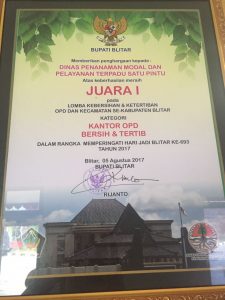 BUPATI BLITAR
Memberikan penghargaan kepada :
DINAS PENANAMAN MODAL DAN
PELAYANAN TERPADU SATU PINTU
Atas keberhasilan meraih
JUARA I
pada
LOMBA KEBERSIHAN & KETERTIBAN
OPD DAN KECAMATAN SE-KABUPATEN BLITAR
KATEGORI
KANTOR OPD
BERSIH & TERTIB
DALAM RANGKA MEMPERINGATI HARI JADI BLITAR KE-693
TAHUN 2017
Blitar, 05 Agustus 2017
BUPATI BLITAR
RIJANTO